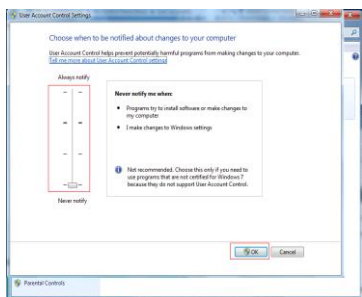 User Account Control Settings
Choose when to be notified about changes to your computer
User Account Control helps prevent potentially harmful programs from making changes to your computer.
Tell me more about User Account Control settings
Always notify
Never notify me when:
Programs try to install software or make changes to
my computer
I make changes to Windows settings
Not recommended. Choose this only if you need to
use programs that are not certified for Windows 7
because they do not support User Account Control.
Never notify
OK
Cancel
Parental Controls